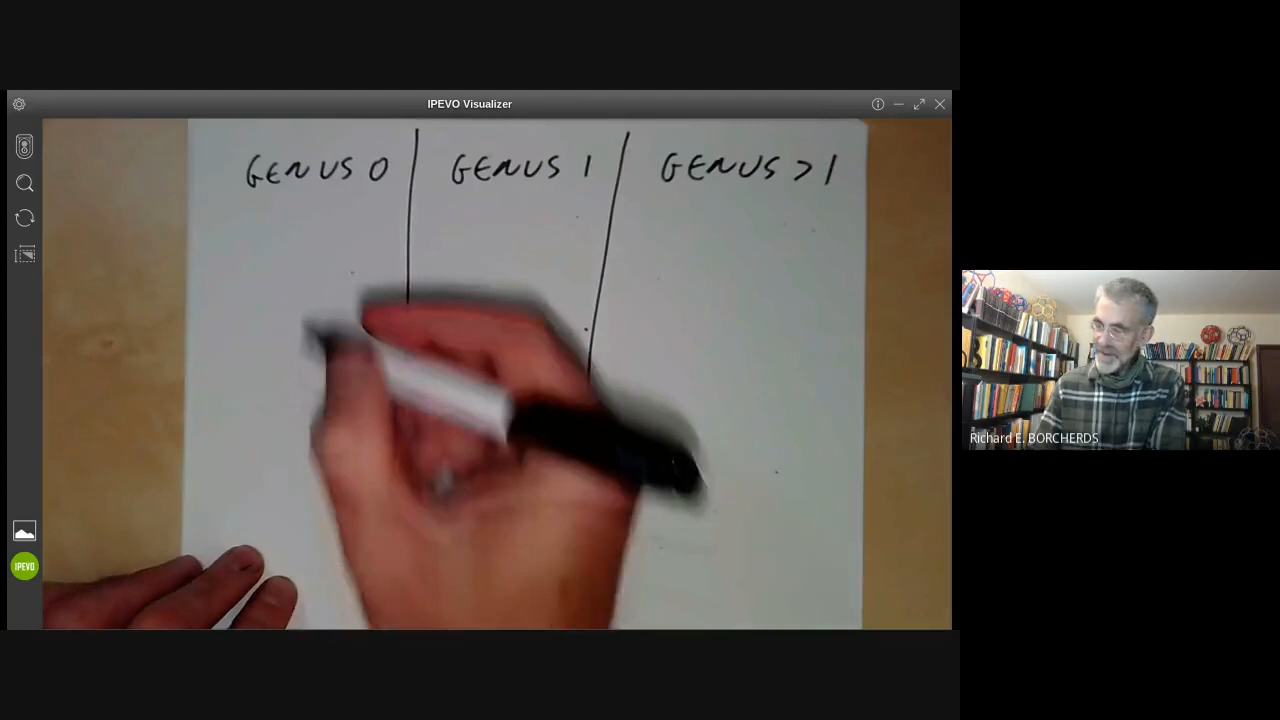 IPEVO Visualizer
GENUS 0 GENUS 1 GENUS > 1
IPEVO
Richard E. BORCHERDS